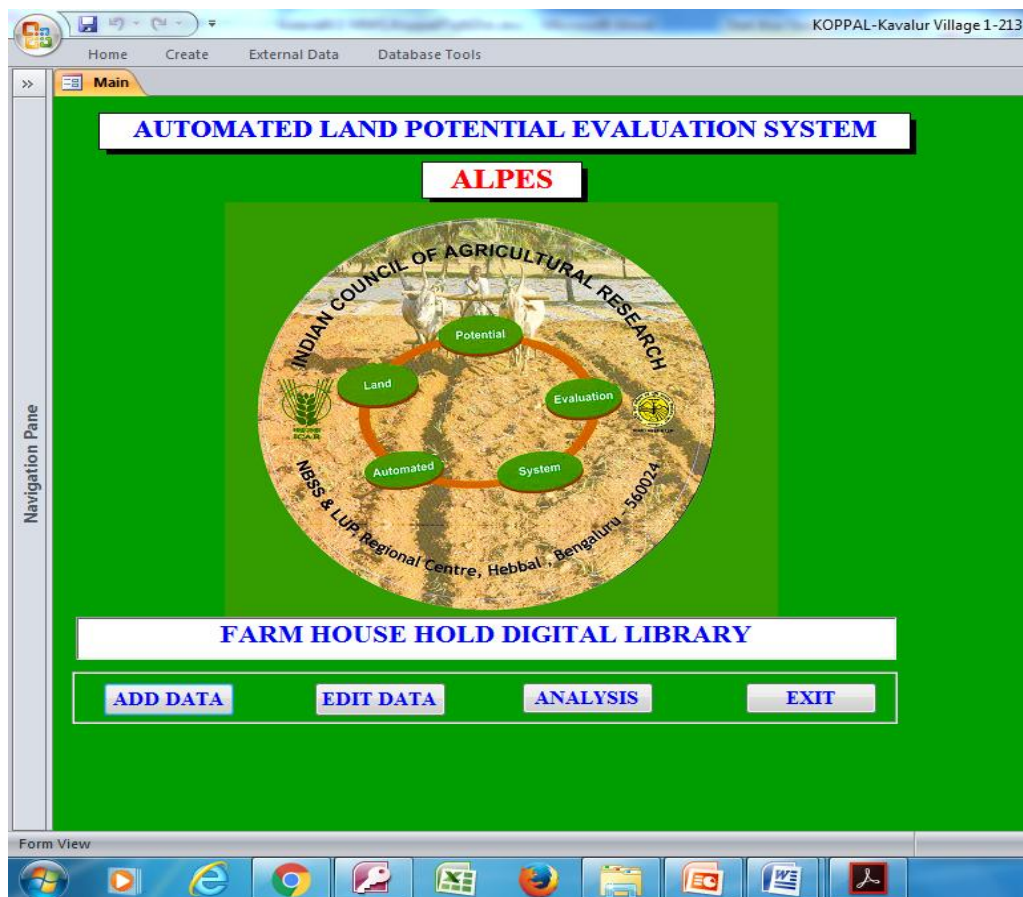 KOPPAL-Kavalur Village 1-213
Home Create External Data Database Tools
Main
Navigation Pane
AUTOMATED LAND POTENTIAL EVALUATION SYSTEM
ALPES
INDIAN COUNCIL OF AGRICULTURAL RESEARCH
Potential
Land
Evaluation
Automated
System
ICAR
NBSS & LUP, Regional Centre, Hebbal , Bengaluru - 560024
FARM HOUSE HOLD DIGITAL LIBRARY
ADD DATA EDIT DATA ANALYSIS EXIT
Form View